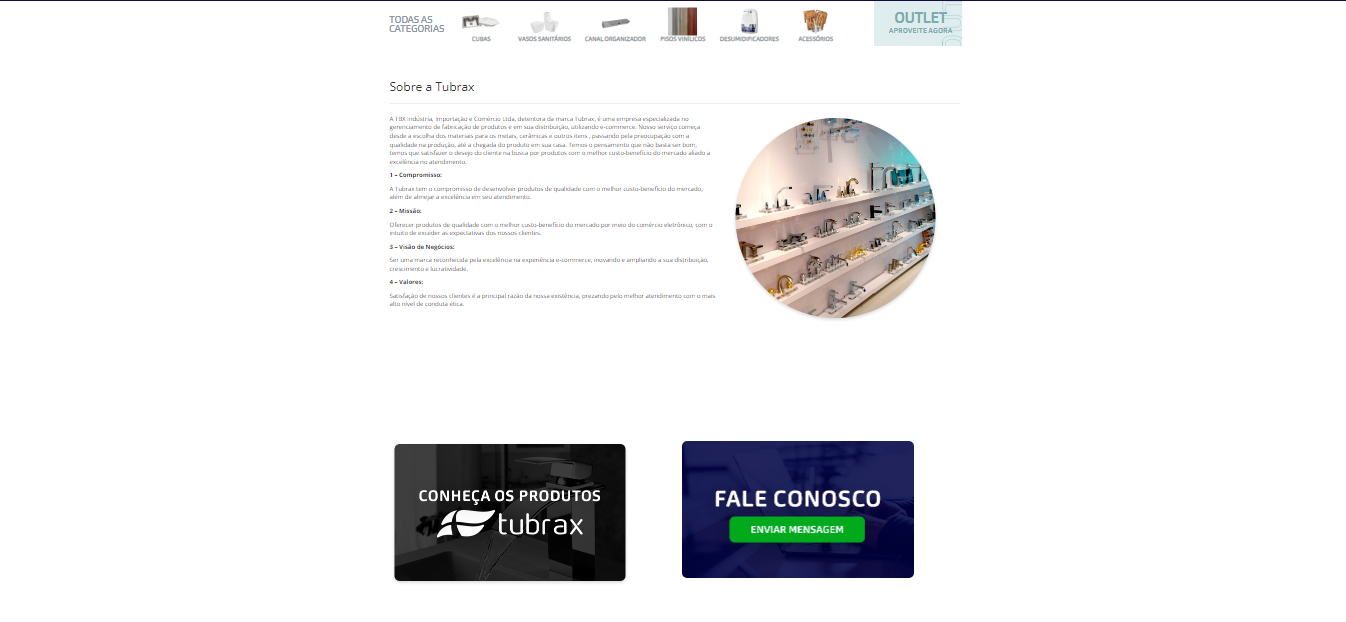 TODAS AS
CATEGORIAS
CUBAS
VASOS SANITÁRIOS
CANAL ORGANIZADOR
PISOS VINÍLICOS
DESUMIDIFICADORES
ACESSÓRIOS
OUTLET
APROVEITE AGORA
Sobre a Tubrax
A TBX Indústria, Importação e Comércio Ltda, detentora da marca Tubrax, é uma empresa especializada no
gerenciamento de fabricação de produtos e em sua distribuição, utilizando e-commerce. Nosso serviço começa
desde a escolha dos materiais para os metais, cerâmicas e outros itens , passando pela preocupação com a
qualidade na produção, até a chegada do produto em sua casa. Temos o pensamento que não basta ser bom,
temos que satisfazer o desejo do cliente na busca por produtos com o melhor custo-benefício do mercado aliado a
excelência no atendimento.
1 – Compromisso:
A Tubrax tem o compromisso de desenvolver produtos de qualidade com o melhor custo-benefício do mercado,
além de almejar a excelência em seu atendimento.
2 – Missão:
Oferecer produtos de qualidade com o melhor custo-benefício do mercado por meio do comércio eletrônico, com o
intuito de exceder as expectativas dos nossos clientes.
3 – Visão de Negócios:
Ser uma marca reconhecida pela excelência na experiência e-commerce, inovando e ampliando a sua distribuição,
crescimento e lucratividade.
4 – Valores:
Satisfação de nossos clientes é a principal razão da nossa existência, prezando pelo melhor atendimento com o mais
alto nível de conduta ética.
CONHEÇA OS PRODUTOS
tubrax
FALE CONOSCO
ENVIAR MENSAGEM